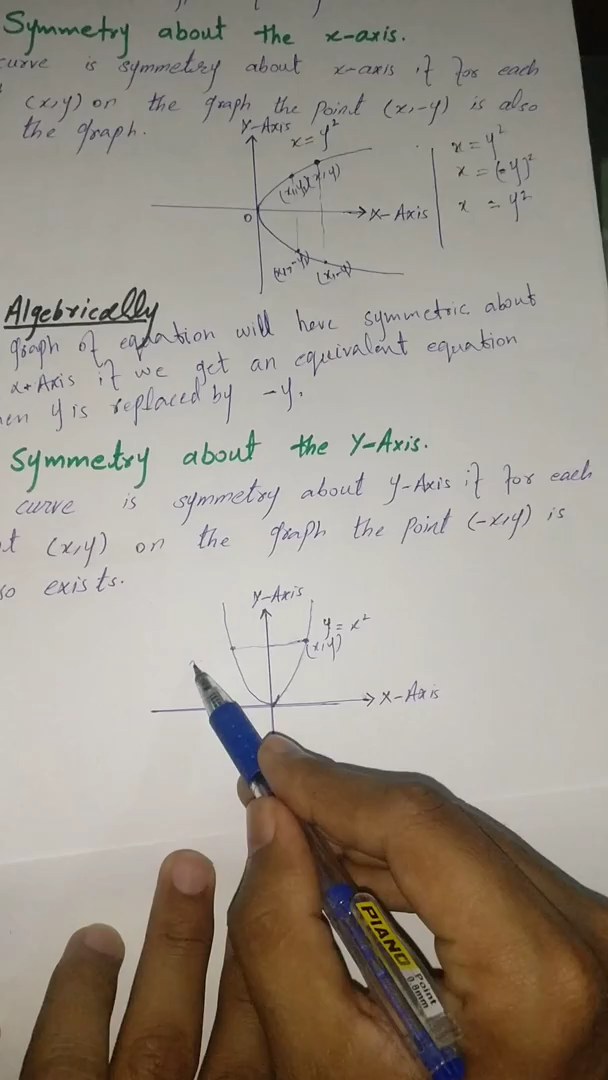 Symmetry about the x-axis.
curve is symmetry about x-axis if for each
(x,y) on the graph the point (x,-y) is also
the graph.
Y-Axis
x = y²
(x,y)
(x,y)
O
X-Axis
(x,-y)
(x,-y)
x = y²
x = (-y)²
x = y²
Algebrically
graph of equation will have symmetric about
x-Axis if we get an equivalent equation
en y is replaced by -y.
Symmetry about the Y-Axis.
curve is symmetry about y-Axis if for each
t (x,y) on the graph the point (-x,y) is
so exists.
Y-Axis
y = x²
(x,y)
X-Axis
PIANO
Point
0.8mm